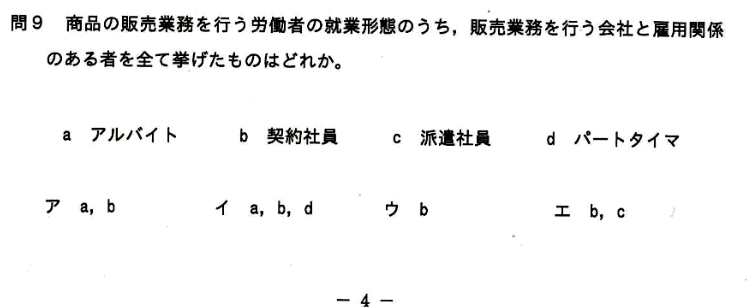 問９　商品の販売業務を行う労働者の就業形態のうち，販売業務を行う会社と雇用関係
のある者を全て挙げたものはどれか。
a　アルバイト　b　契約社員　c　派遣社員　d　パートタイマ
ア　a，b　イ　a，b，d　ウ　b　エ　b，c
－ 4 －